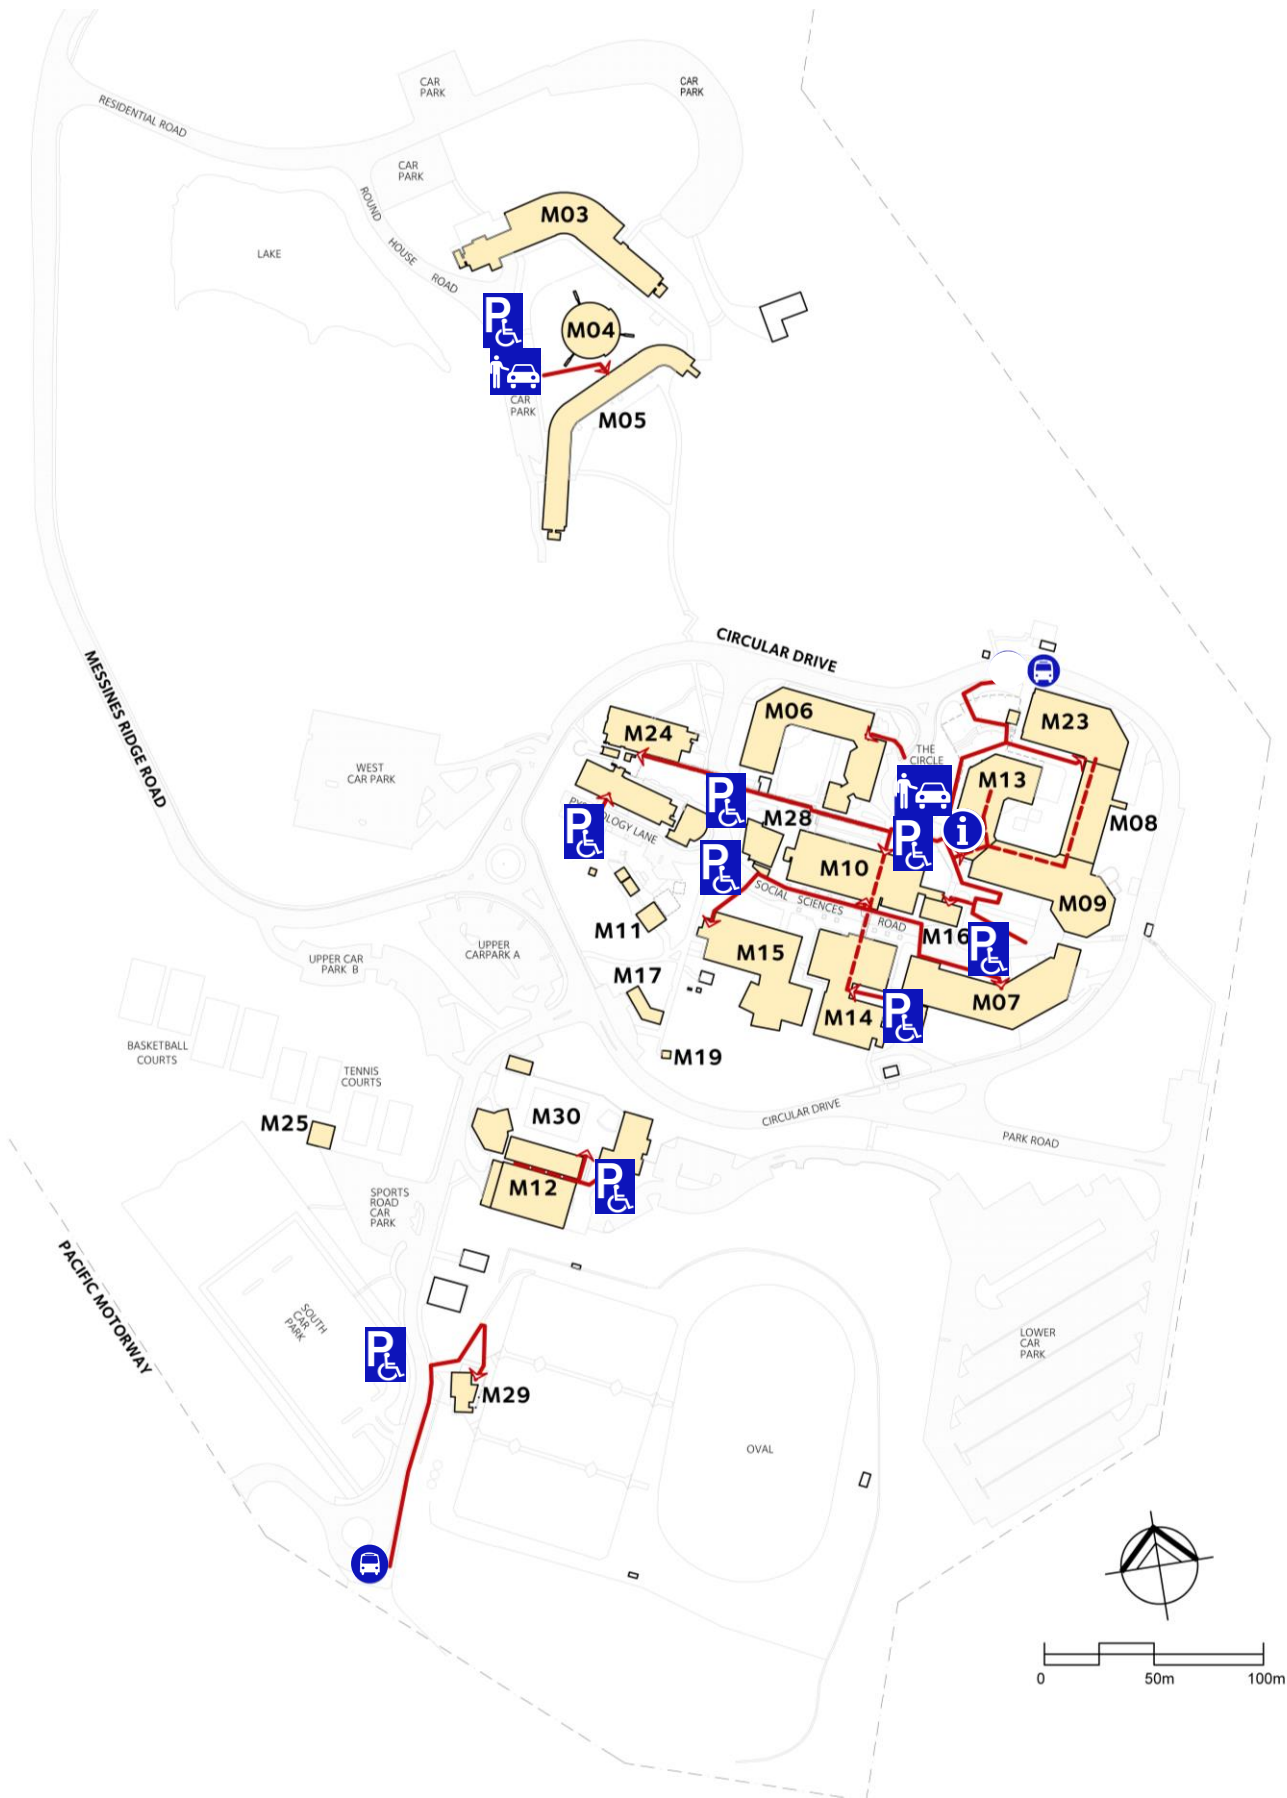 CAR
PARK
CAR
PARK
RESIDENTIAL ROAD
CAR
PARK
ROUND
HOUSE
ROAD
LAKE
M03
P
M04
CAR
PARK
M05
CIRCULAR DRIVE
MESSINES RIDGE ROAD
M06
M23
M24
THE
CIRCLE
WEST
CAR PARK
M13
P
M28
M08
P
i
P
P
M10
SOCIAL SCIENCES
ROAD
M09
M11
M16
P
UPPER
CARPARK A
M15
UPPER CAR
PARK B
M17
M07
P
M14
BASKETBALL
COURTS
M19
TENNIS
COURTS
M25
M30
CIRCULAR DRIVE
PARK ROAD
M12
P
SPORTS
ROAD
CAR
PARK
PACIFIC MOTORWAY
SOUTH
CAR
PARK
P
LOWER
CAR
PARK
M29
OVAL
0
50m
100m